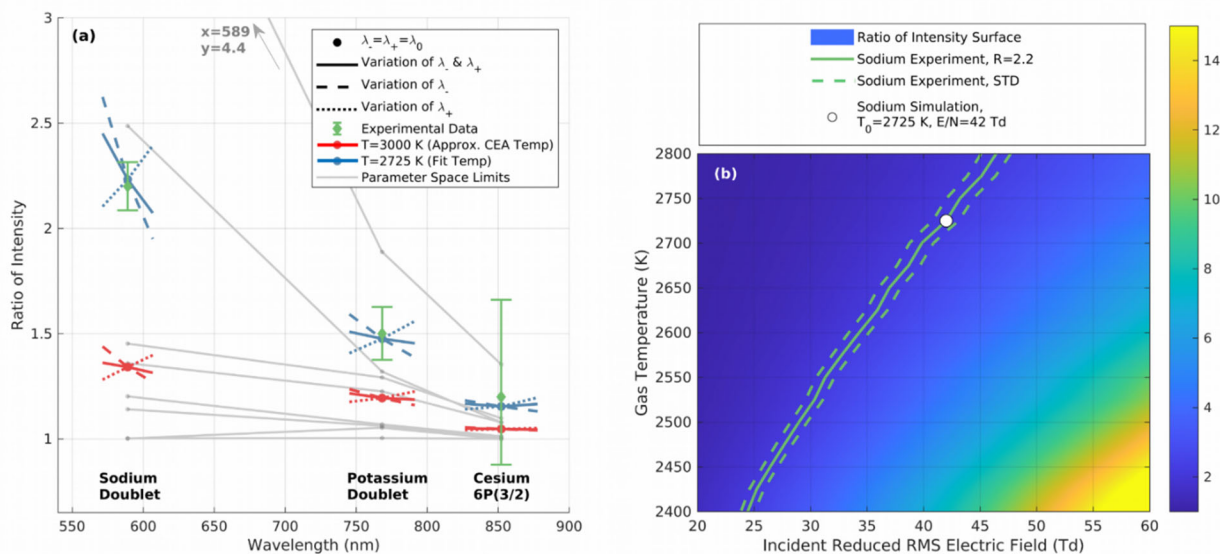 (a)
x=589
y=4.4
λ₋=λ₊=λ₀
Variation of λ₋ & λ₊
Variation of λ₋
Variation of λ₊
Experimental Data
T=3000 K (Approx. CEA Temp)
T=2725 K (Fit Temp)
Parameter Space Limits
3
2.5
2
1.5
1
Ratio of Intensity
Sodium
Doublet
Potassium
Doublet
Cesium
6P(3/2)
550 600 650 700 750 800 850 900
Wavelength (nm)
Ratio of Intensity Surface
Sodium Experiment, R=2.2
Sodium Experiment, STD
Sodium Simulation,
T₀=2725 K, E/N=42 Td
(b)
2800
2750
2700
2650
2600
2550
2500
2450
2400
Gas Temperature (K)
20 25 30 35 40 45 50 55 60
Incident Reduced RMS Electric Field (Td)
14
12
10
8
6
4
2